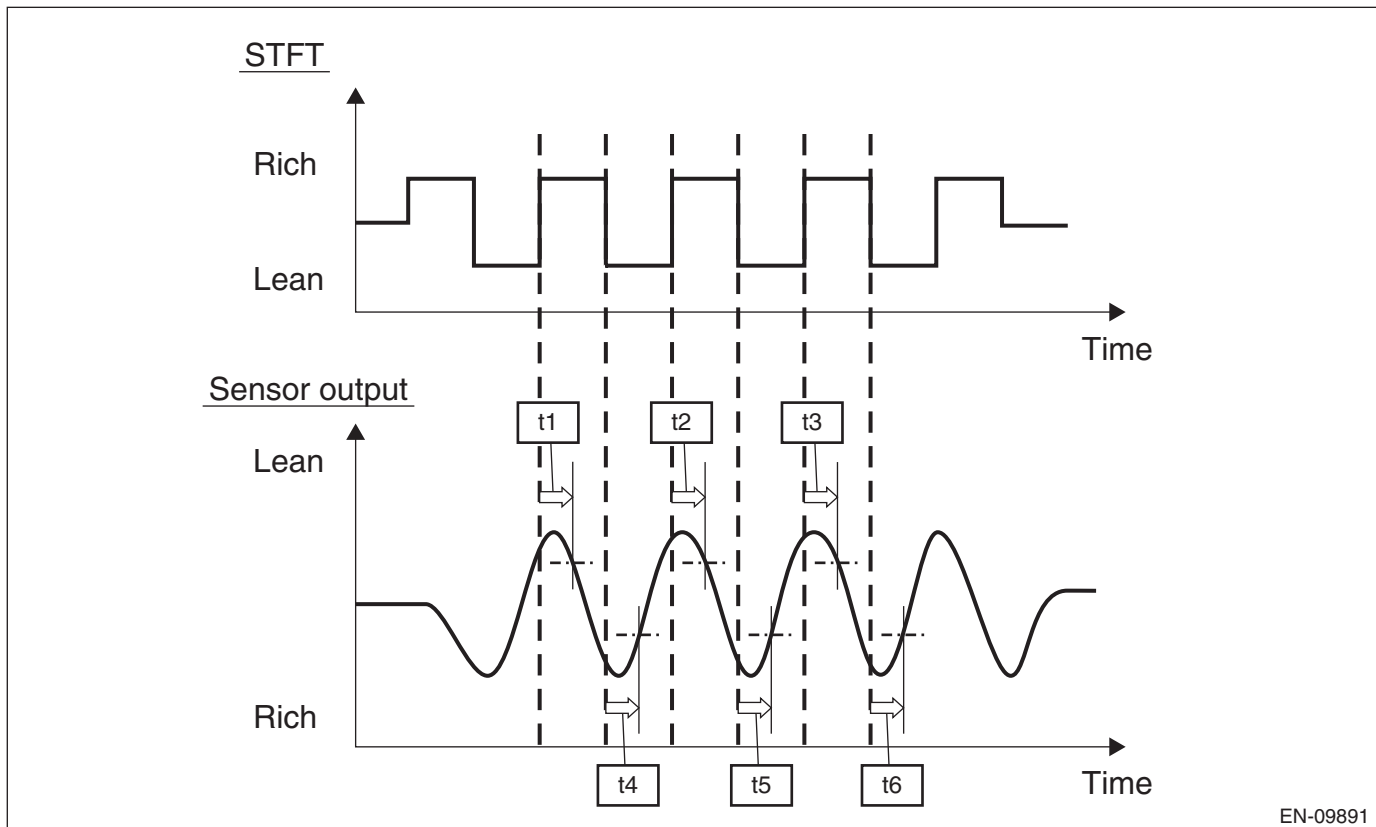 STFT
Rich
Lean
Time
Sensor output
t1
t2
t3
Lean
Rich
t4
t5
t6
Time
EN-09891